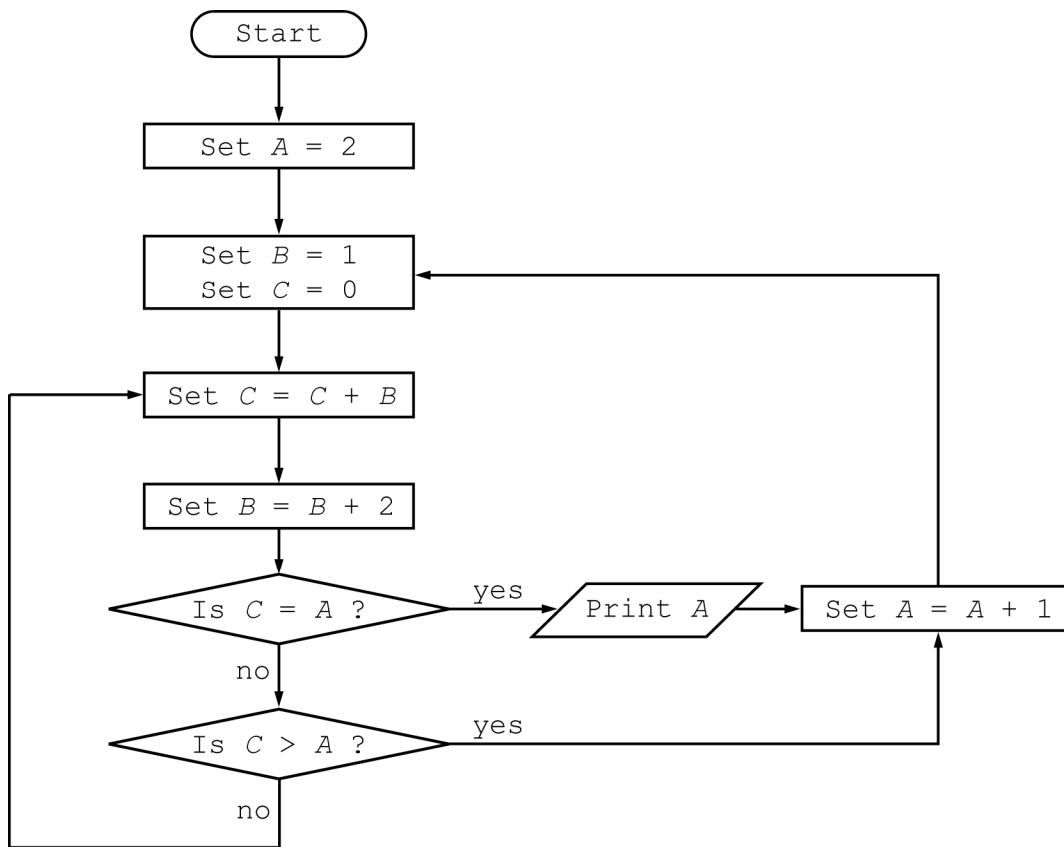 Start
Set A = 2
Set B = 1
Set C = 0
Set C = C + B
Set B = B + 2
Is C = A ?
yes
Print A
Set A = A + 1
no
Is C > A ?
yes
no